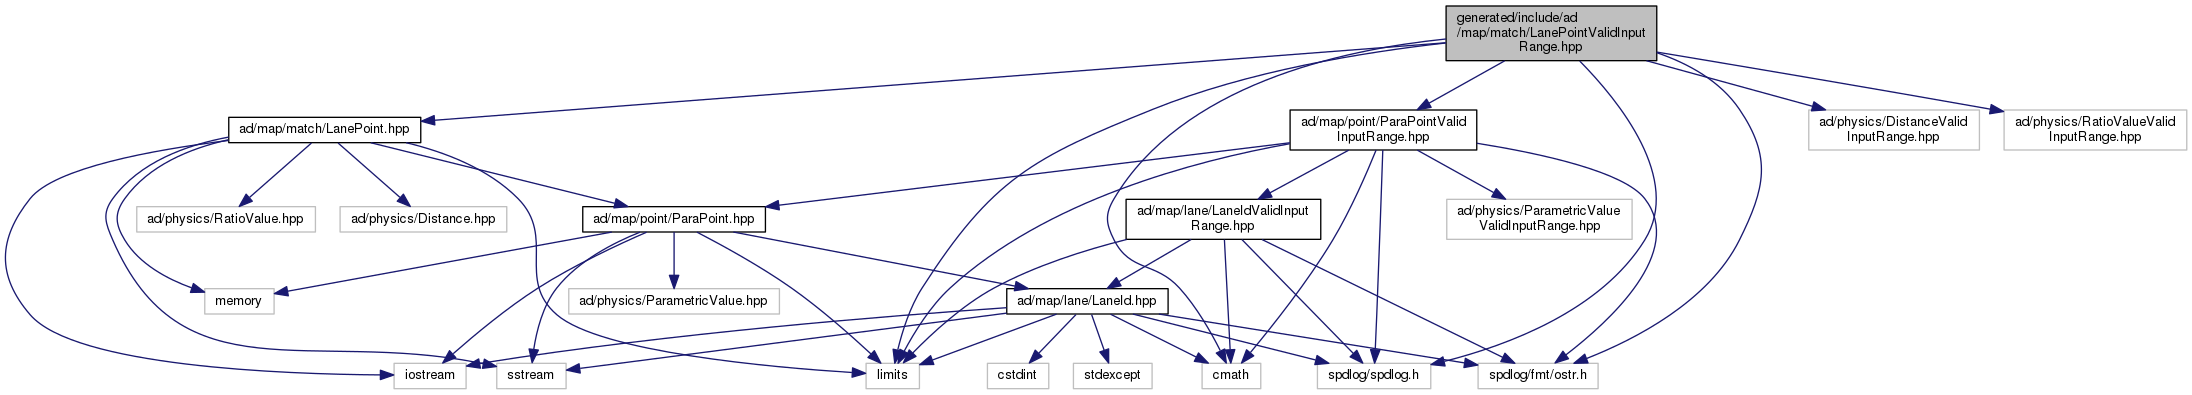 generated/include/ad
/map/match/LanePointValidInput
Range.hpp
ad/map/match/LanePoint.hpp
ad/map/point/ParaPointValid
InputRange.hpp
ad/physics/DistanceValid
InputRange.hpp
ad/physics/RatioValueValid
InputRange.hpp
ad/physics/RatioValue.hpp
ad/physics/Distance.hpp
ad/map/point/ParaPoint.hpp
ad/map/lane/LaneIdValidInput
Range.hpp
ad/physics/ParametricValue
ValidInputRange.hpp
memory
ad/physics/ParametricValue.hpp
ad/map/lane/LaneId.hpp
iostream
sstream
limits
cstdint
stdexcept
cmath
spdlog/spdlog.h
spdlog/fmt/ostr.h